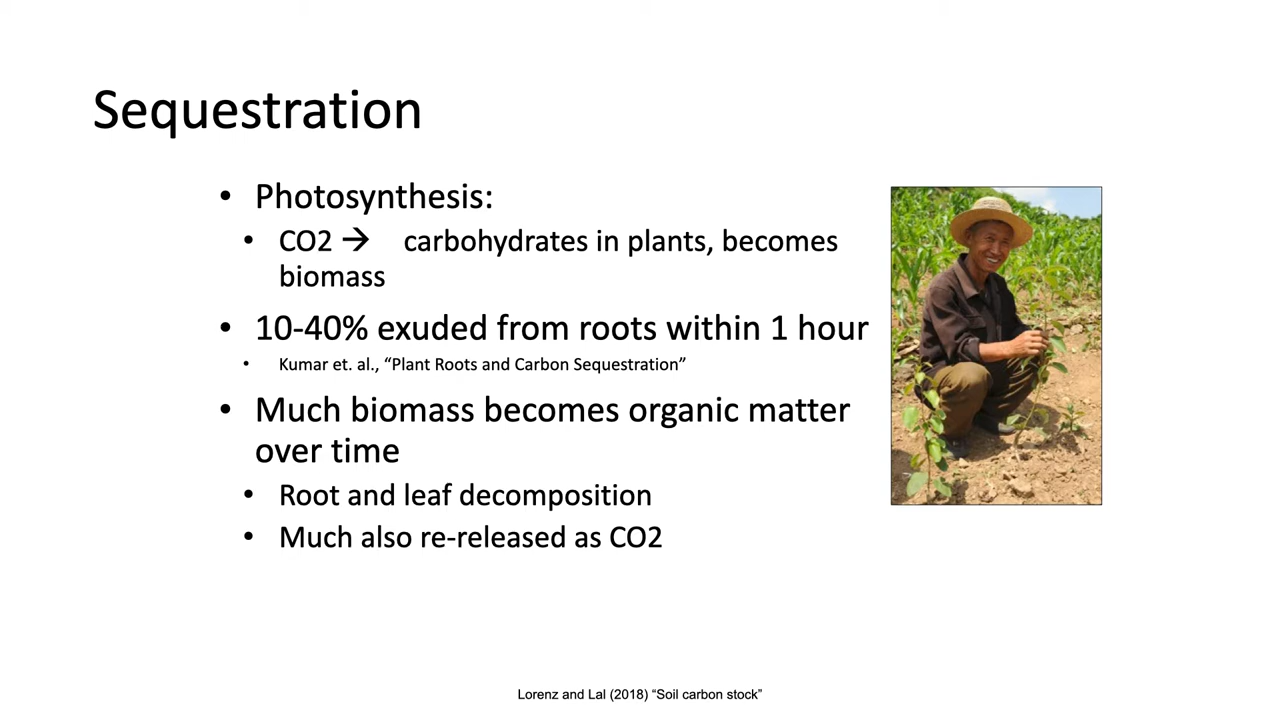 Sequestration
• Photosynthesis:
• CO2 → carbohydrates in plants, becomes
biomass
• 10-40% exuded from roots within 1 hour
• Kumar et. al., “Plant Roots and Carbon Sequestration”
• Much biomass becomes organic matter
over time
• Root and leaf decomposition
• Much also re-released as CO2
Lorenz and Lal (2018) “Soil carbon stock”